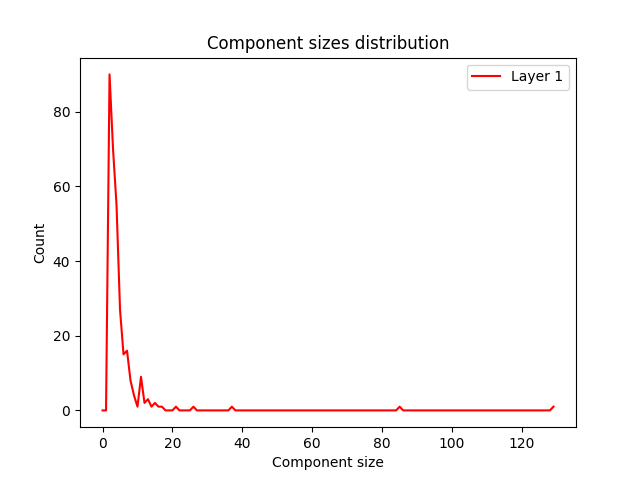 Component sizes distribution
Layer 1
Count
80
60
40
20
0
0 20 40 60 80 100 120
Component size